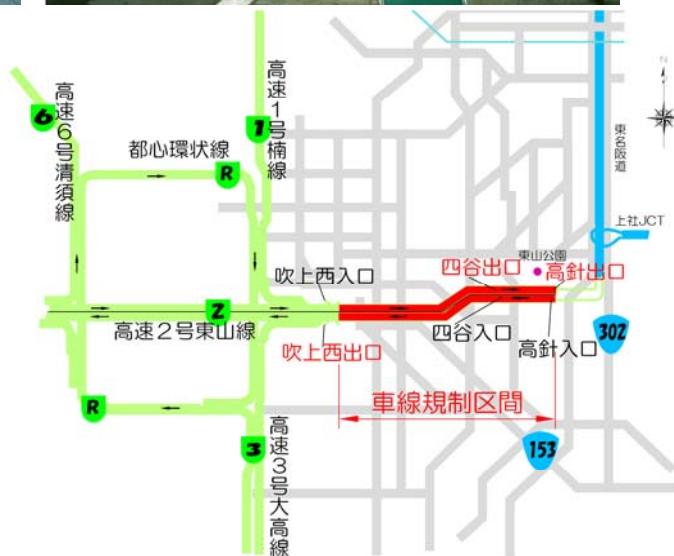 高速6号清須線
6
高速1号楠線
1
都心環状線
R
N
東名阪道
上社JCT
東山公園
吹上西入口
四谷出口
高針出口
2
高速2号東山線
四谷入口
吹上西出口
高針入口
302
車線規制区間
R
3
高速3号大高線
153